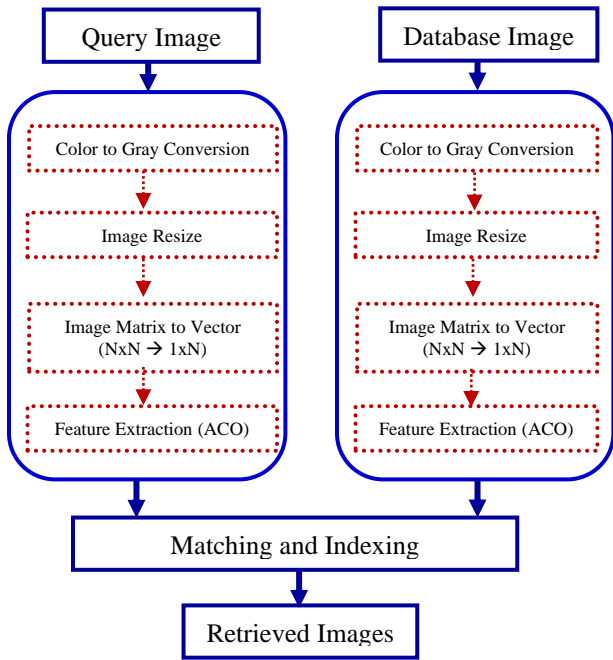 Query Image
Color to Gray Conversion
Image Resize
Image Matrix to Vector
(NxN → 1xN)
Feature Extraction (ACO)
Database Image
Color to Gray Conversion
Image Resize
Image Matrix to Vector
(NxN → 1xN)
Feature Extraction (ACO)
Matching and Indexing
Retrieved Images